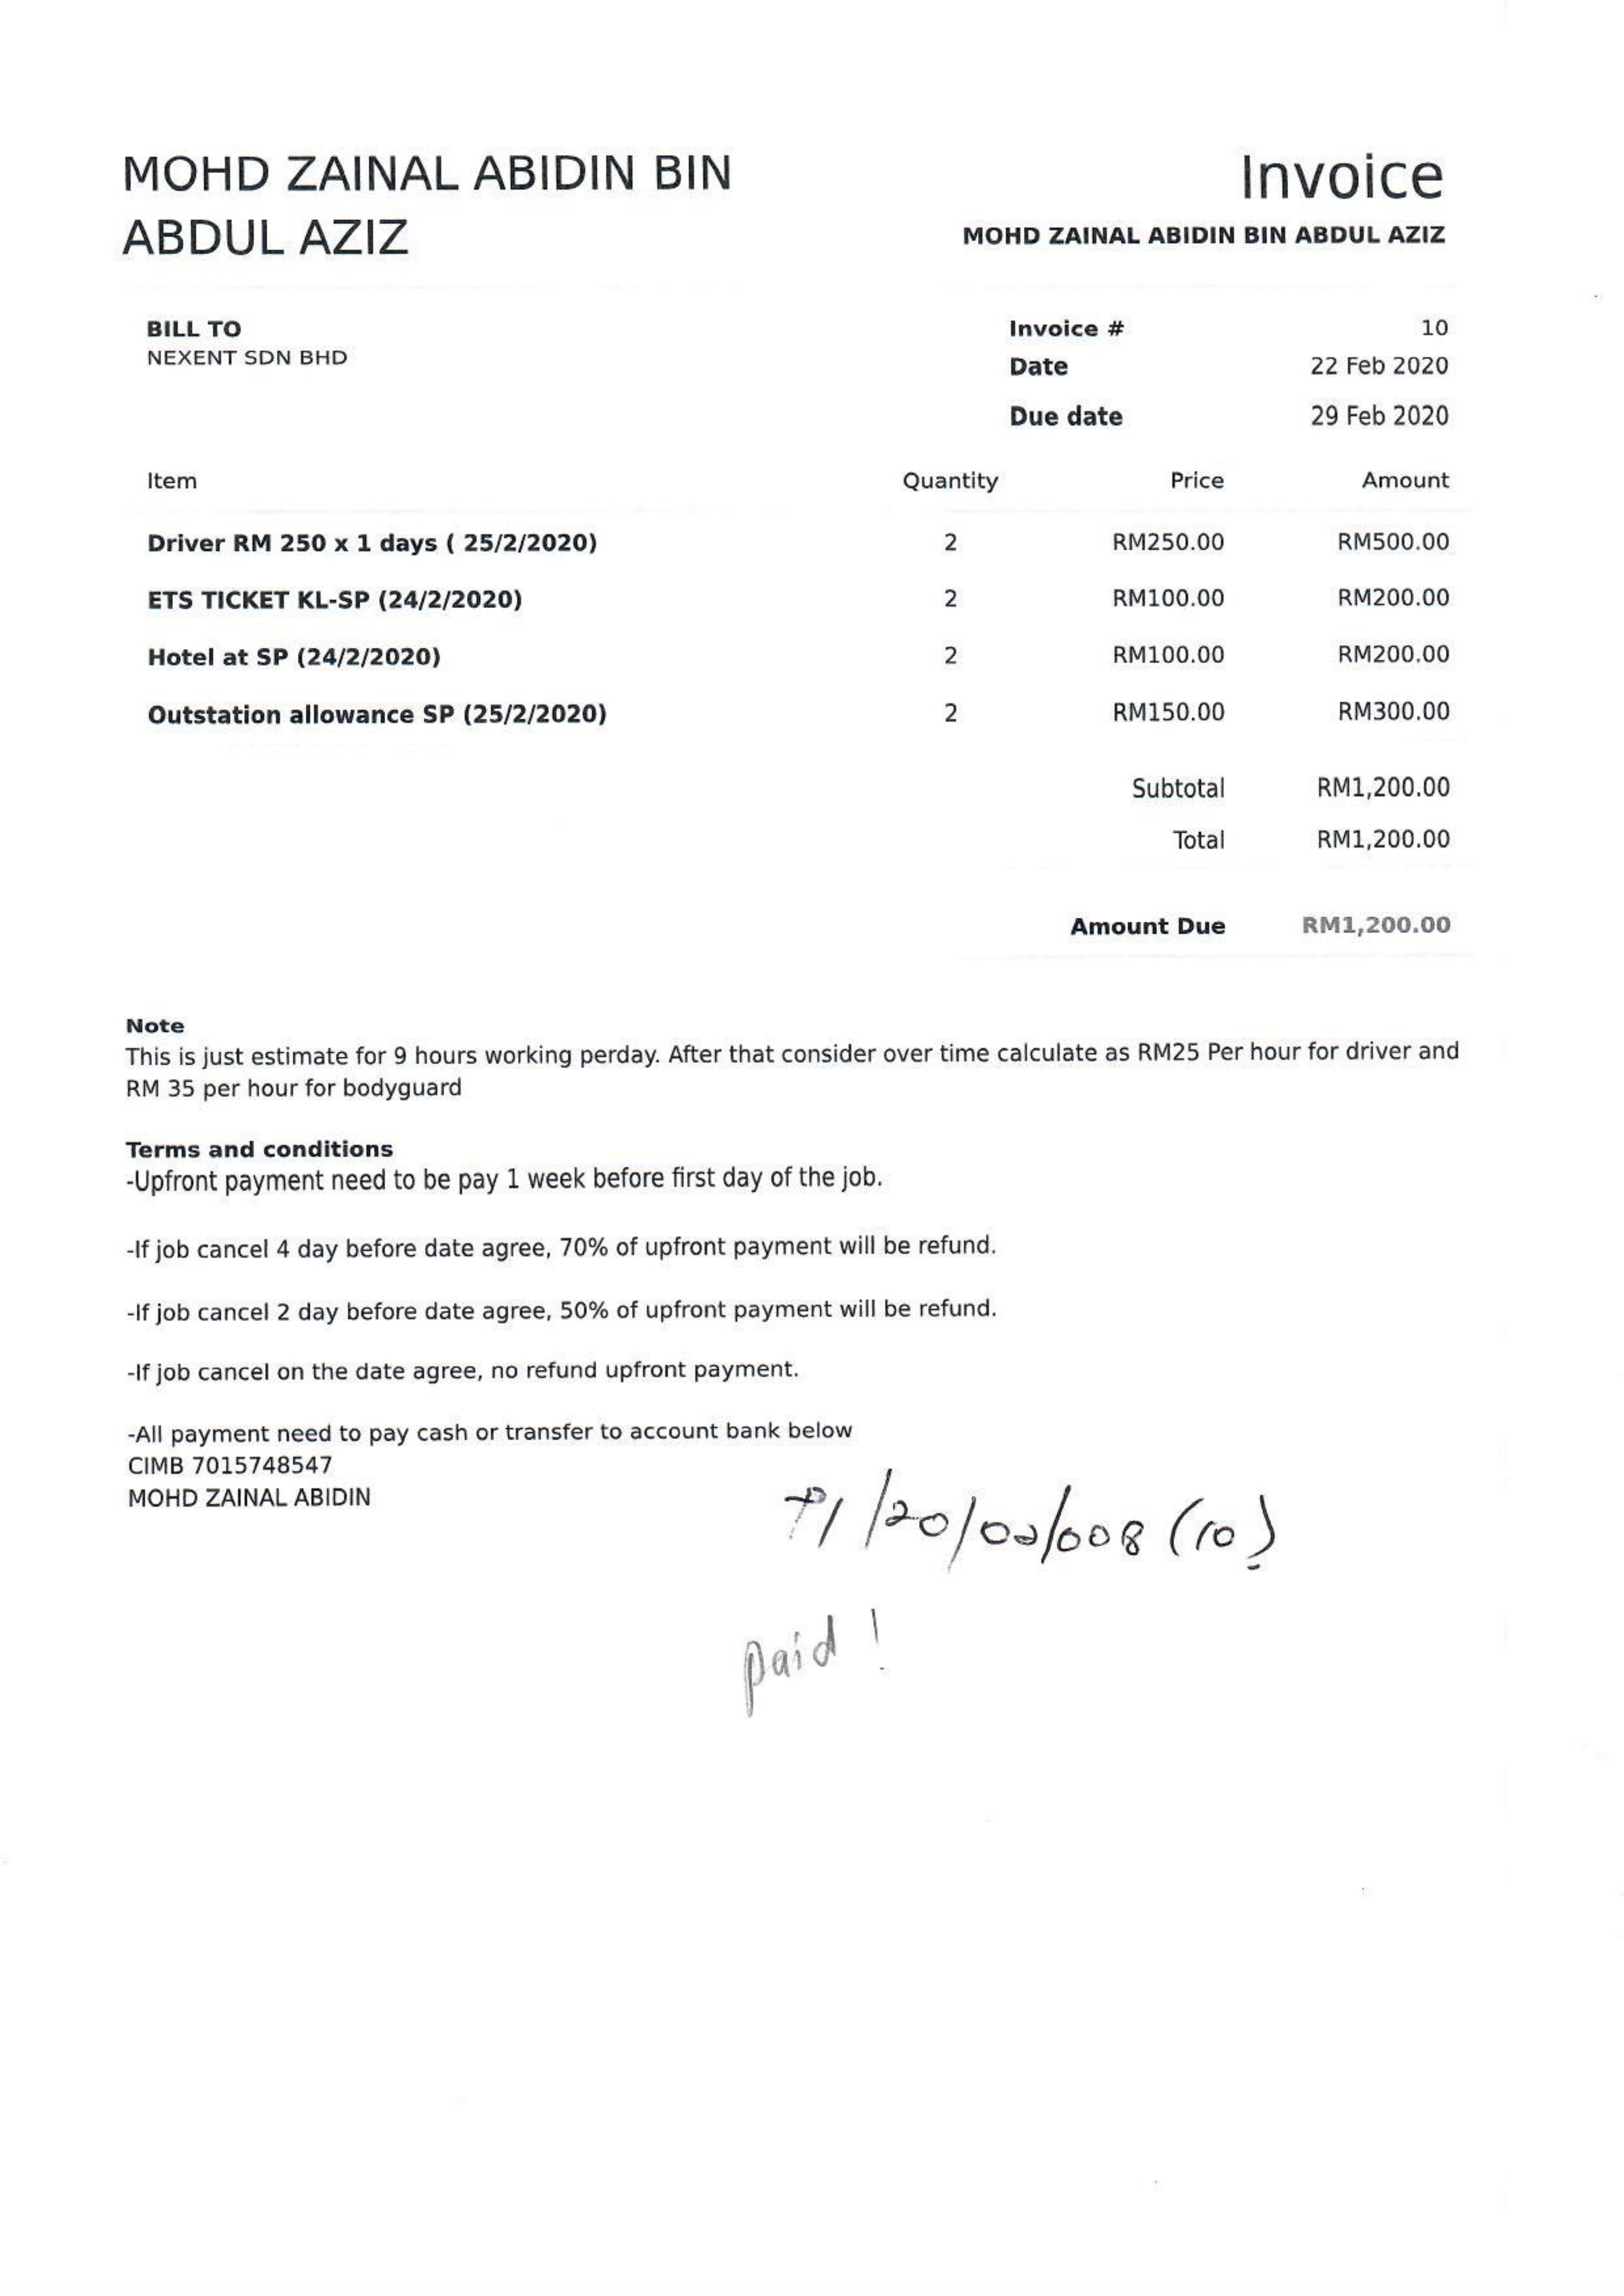 MOHD ZAINAL ABIDIN BIN
ABDUL AZIZ
Invoice
MOHD ZAINAL ABIDIN BIN ABDUL AZIZ
BILL TO
NEXENT SDN BHD
Invoice # 10
Date 22 Feb 2020
Due date 29 Feb 2020
Item Quantity Price Amount
Driver RM 250 x 1 days ( 25/2/2020) 2 RM250.00 RM500.00
ETS TICKET KL-SP (24/2/2020) 2 RM100.00 RM200.00
Hotel at SP (24/2/2020) 2 RM100.00 RM200.00
Outstation allowance SP (25/2/2020) 2 RM150.00 RM300.00
Subtotal RM1,200.00
Total RM1,200.00
Amount Due RM1,200.00
Note
This is just estimate for 9 hours working perday. After that consider over time calculate as RM25 Per hour for driver and
RM 35 per hour for bodyguard
Terms and conditions
-Upfront payment need to be pay 1 week before first day of the job.
-If job cancel 4 day before date agree, 70% of upfront payment will be refund.
-If job cancel 2 day before date agree, 50% of upfront payment will be refund.
-If job cancel on the date agree, no refund upfront payment.
-All payment need to pay cash or transfer to account bank below
CIMB 7015748547
MOHD ZAINAL ABIDIN
/20/02/008 (10)
paid !